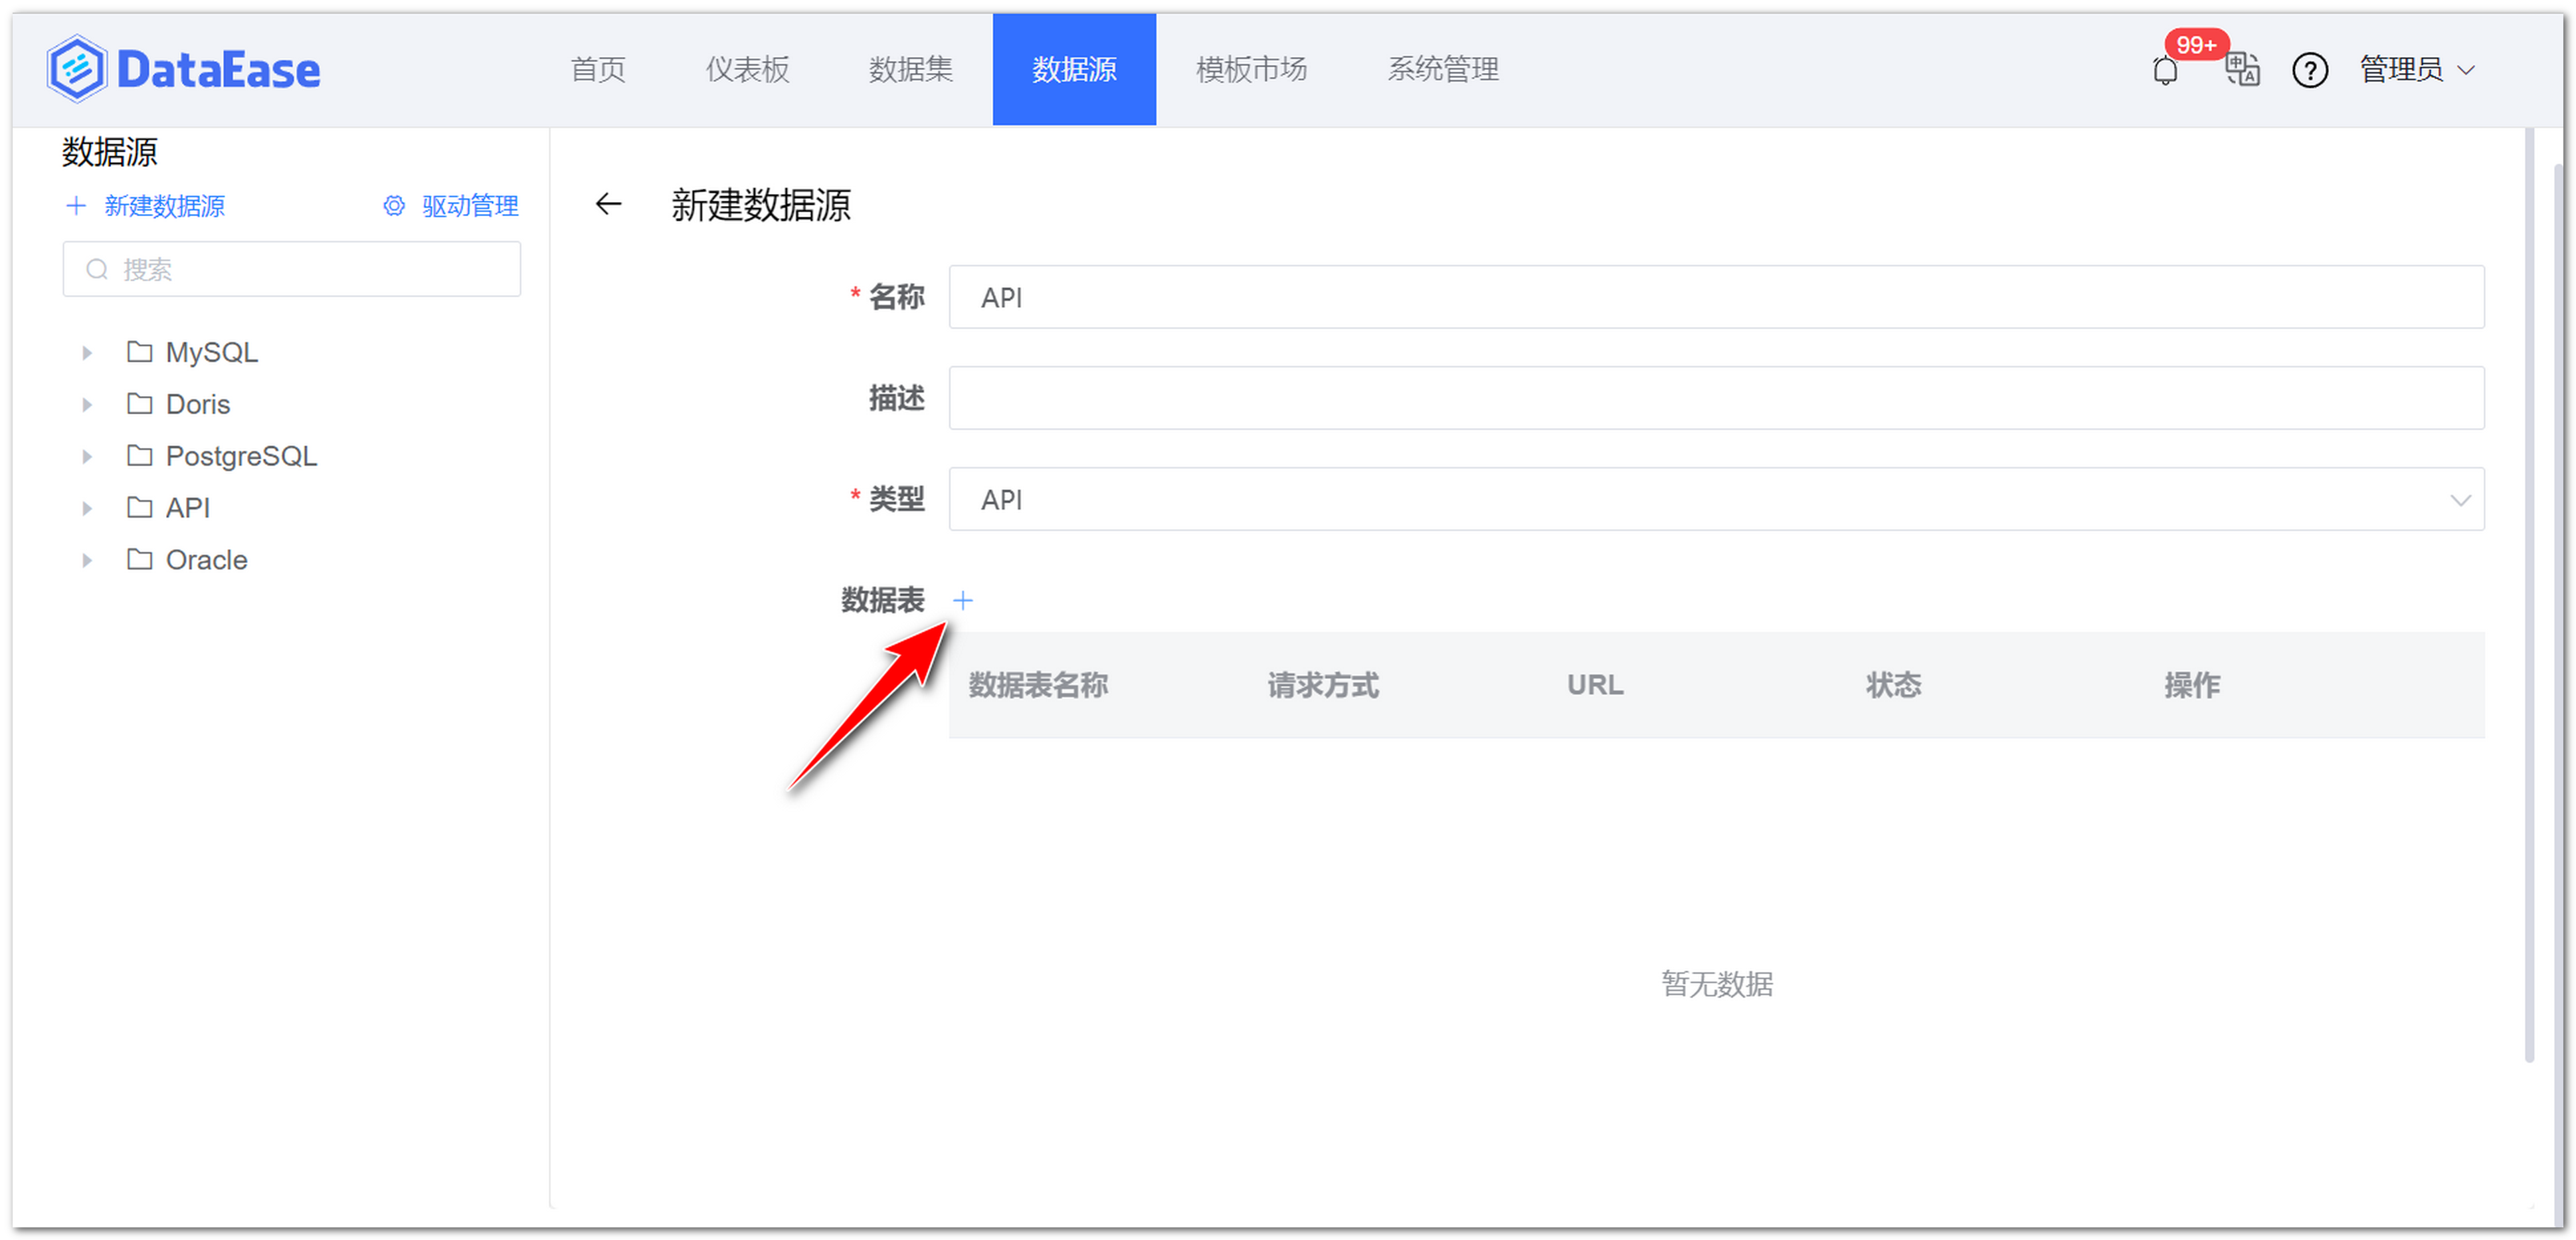 DataEase
首页
仪表板
数据集
数据源
模板市场
系统管理
99+
中
A
?
管理员
数据源
新建数据源
驱动管理
搜索
MySQL
Doris
PostgreSQL
API
Oracle
新建数据源
* 名称
API
描述
* 类型
API
数据表
数据表名称
请求方式
URL
状态
操作
暂无数据